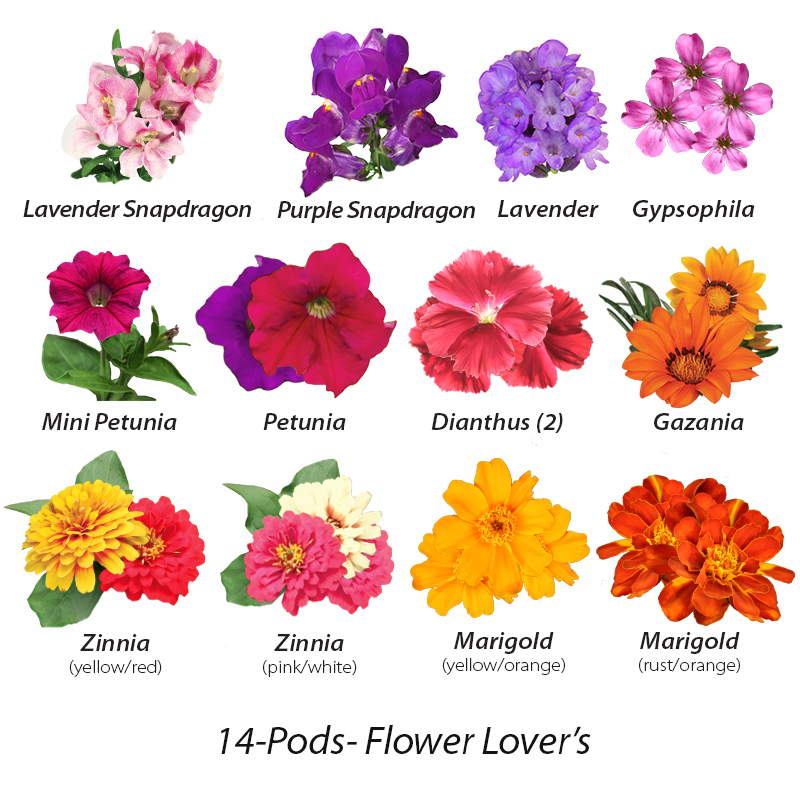 Lavender Snapdragon
Purple Snapdragon
Lavender
Gypsophila
Mini Petunia
Petunia
Dianthus (2)
Gazania
Zinnia
(yellow/red)
Zinnia
(pink/white)
Marigold
(yellow/orange)
Marigold
(rust/orange)
14-Pods- Flower Lover’s